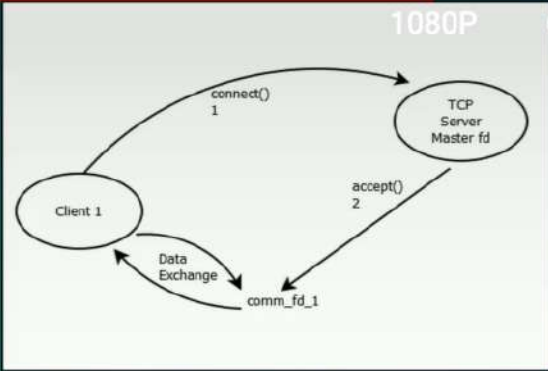 1080P
connect()
1
TCP
Server
Master fd
accept()
2
Client 1
Data
Exchange
comm_fd_1